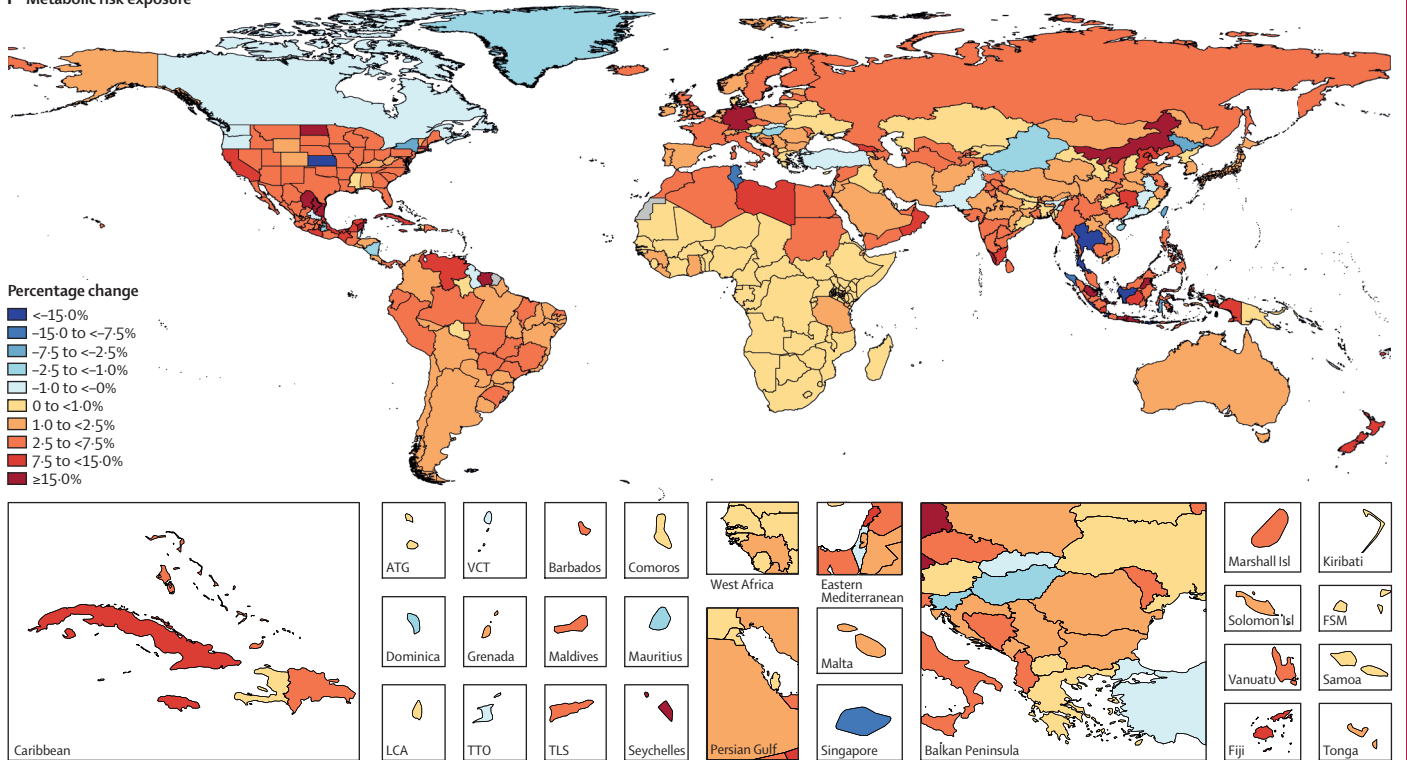 Metabolic risk exposure
Percentage change
<–15·0%
–15·0 to <–7·5%
–7·5 to <–2·5%
–2·5 to <–1·0%
–1·0 to <–0%
0 to <1·0%
1·0 to <2·5%
2·5 to <7·5%
7·5 to <15·0%
≥15·0%
Caribbean
ATG
VCT
Barbados
Comoros
Dominica
Grenada
Maldives
Mauritius
LCA
TTO
TLS
Seychelles
West Africa
Eastern
Mediterranean
Persian Gulf
Malta
Singapore
Balkan Peninsula
Marshall Isl
Kiribati
Solomon Isl
FSM
Vanuatu
Samoa
Fiji
Tonga